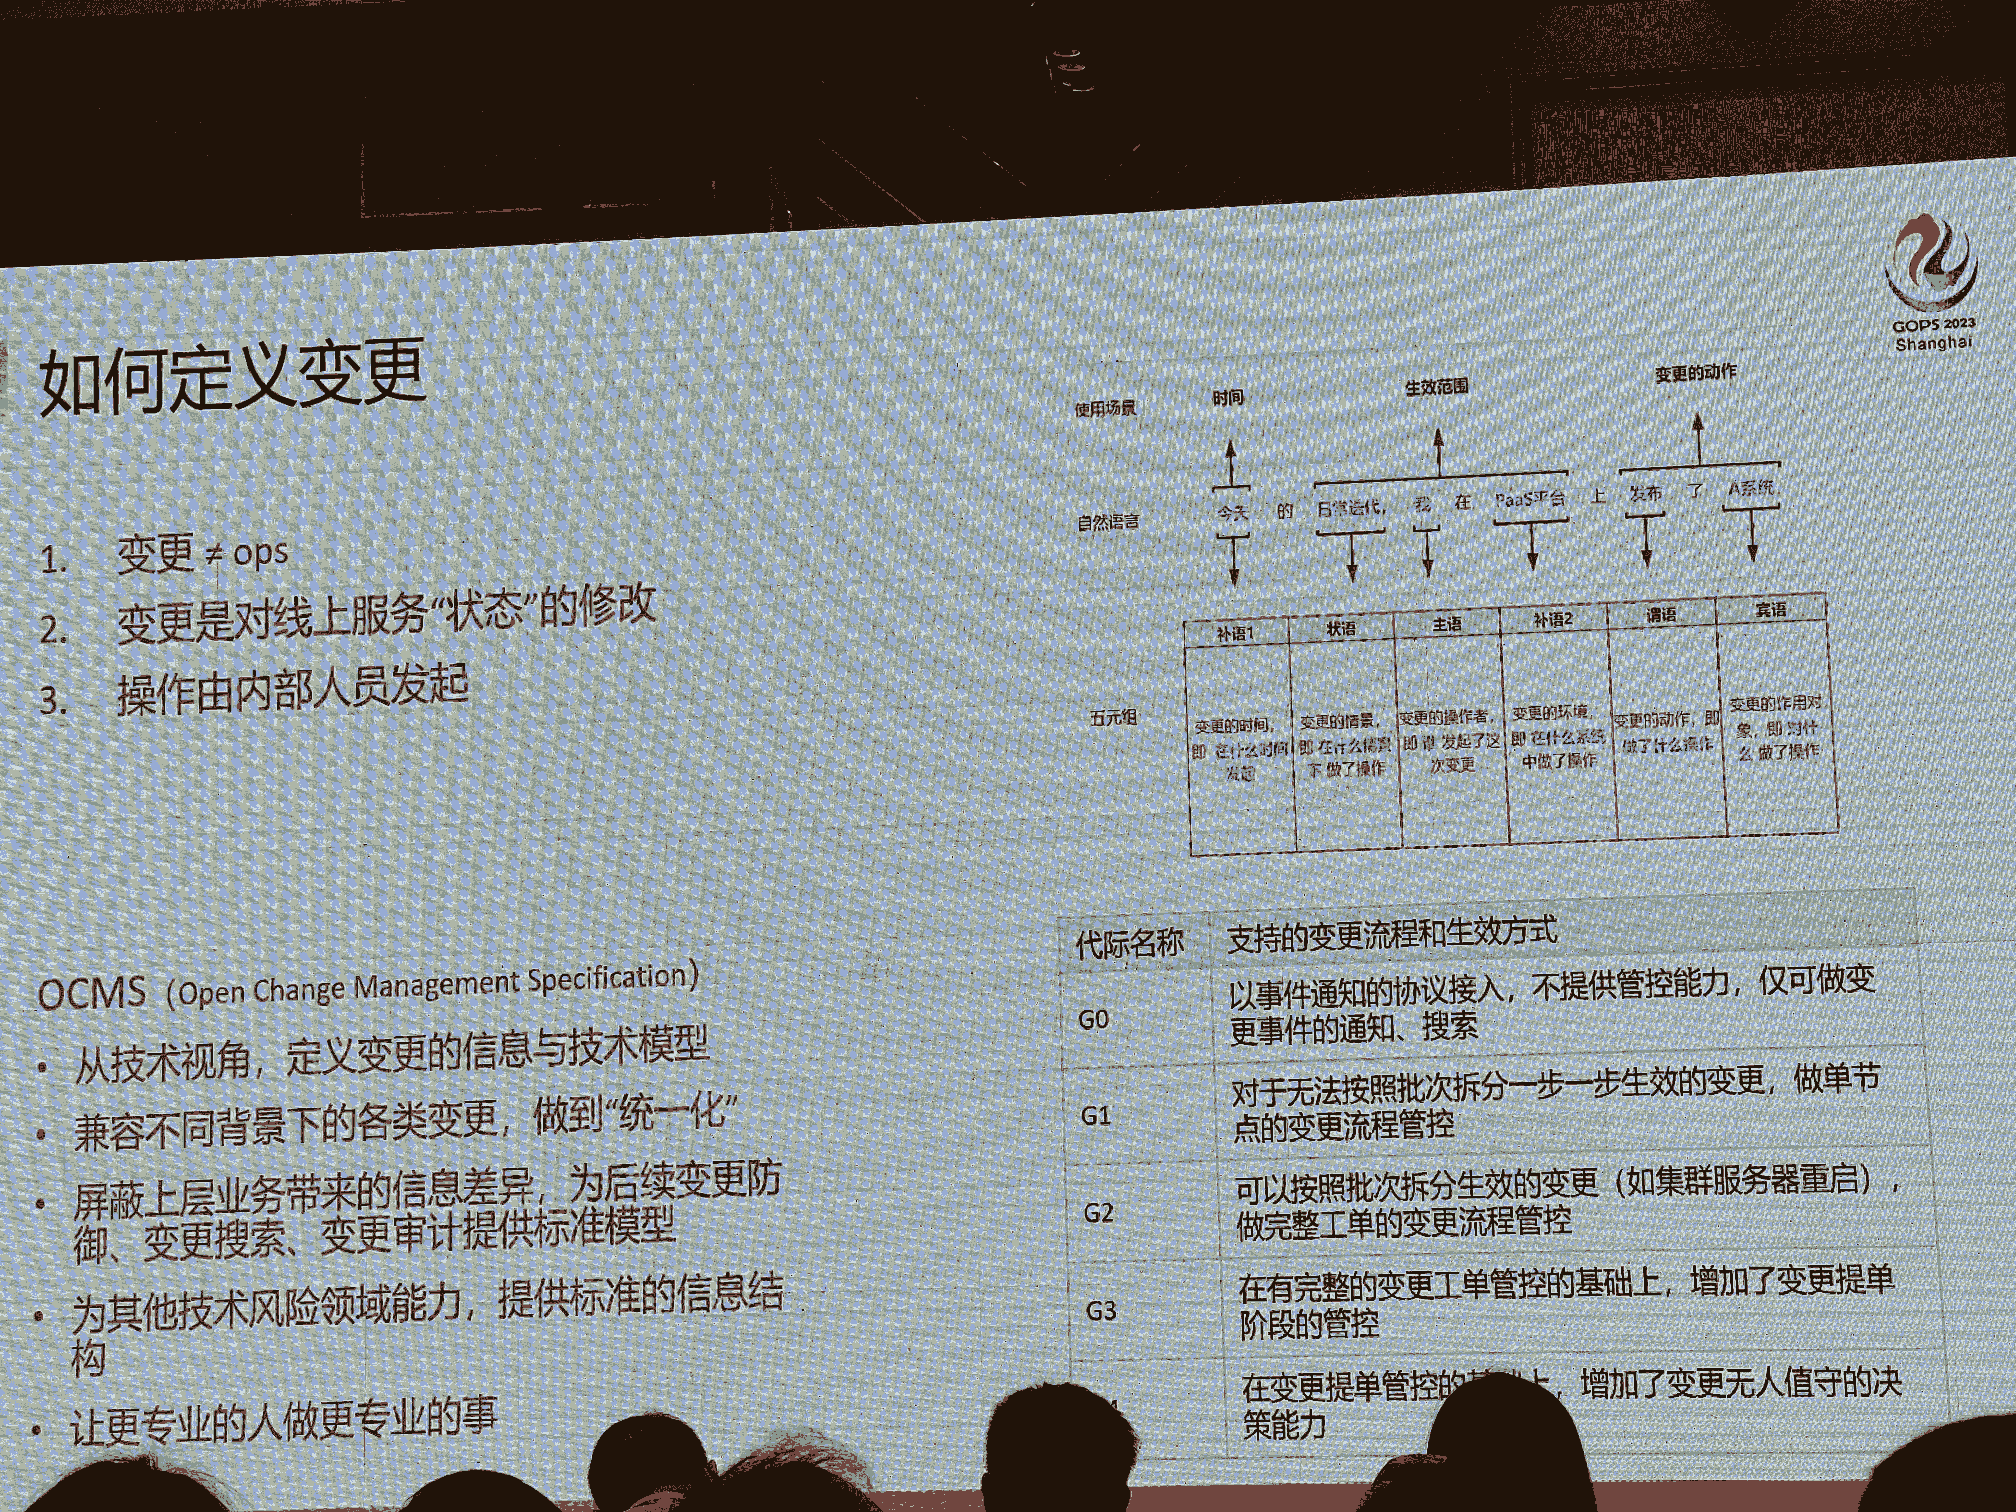 GOPS 2023
Shanghai
如何定义变更
1. 变更 ≠ ops
2. 变更是对线上服务“状态”的修改
3. 操作由内部人员发起
OCMS（Open Change Management Specification）
• 从技术视角，定义变更的信息与技术模型
• 兼容不同背景下的各类变更，做到“统一化”
• 屏蔽上层业务带来的信息差异，为后续变更防
御、变更搜索、变更审计提供标准模型
• 为其他技术风险领域能力，提供标准的信息结
构
• 让更专业的人做更专业的事
使用场景 时间 生效范围 变更的动作
自然语言 今天 的 日常迭代， 我 在 PaaS平台 上 发布 了 A系统
补语1 状语 主语 补语2 谓语 宾语
五元组
变更的时间，
即 在什么时间
发起
变更的情景，
即 在什么情景
下 做了操作
变更的操作者，
即 谁 发起了这
次变更
变更的环境，
即 在什么系统
中做了操作
变更的动作，即
做了什么操作
变更的作用对
象，即 对什
么 做了操作
代际名称 支持的变更流程和生效方式
G0 以事件通知的协议接入，不提供管控能力，仅可做变
更事件的通知、搜索
G1 对于无法按照批次拆分一步一步生效的变更，做单节
点的变更流程管控
G2 可以按照批次拆分生效的变更（如集群服务器重启），
做完整工单的变更流程管控
G3 在有完整的变更工单管控的基础上，增加了变更提单
阶段的管控
在变更提单管控的 上，增加了变更无人值守的决
策能力